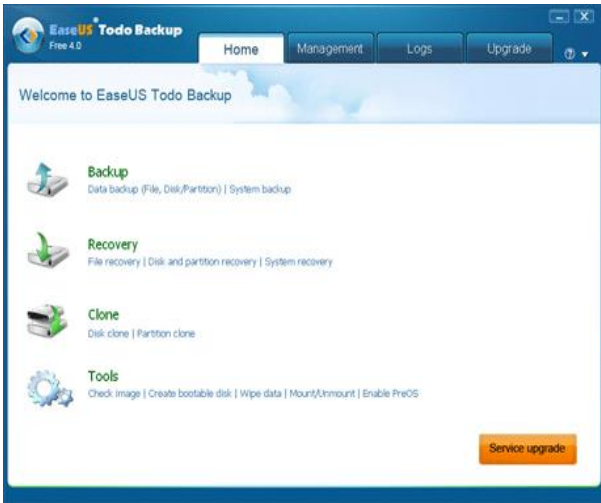 EaseUS Todo Backup
Free 4.0
Home
Management
Logs
Upgrade
Welcome to EaseUS Todo Backup
Backup
Data backup (File, Disk/Partition) | System backup
Recovery
File recovery | Disk and partition recovery | System recovery
Clone
Disk clone | Partition clone
Tools
Check image | Create bootable disk | Wipe data | Mount/Unmount | Enable PreOS
Service upgrade